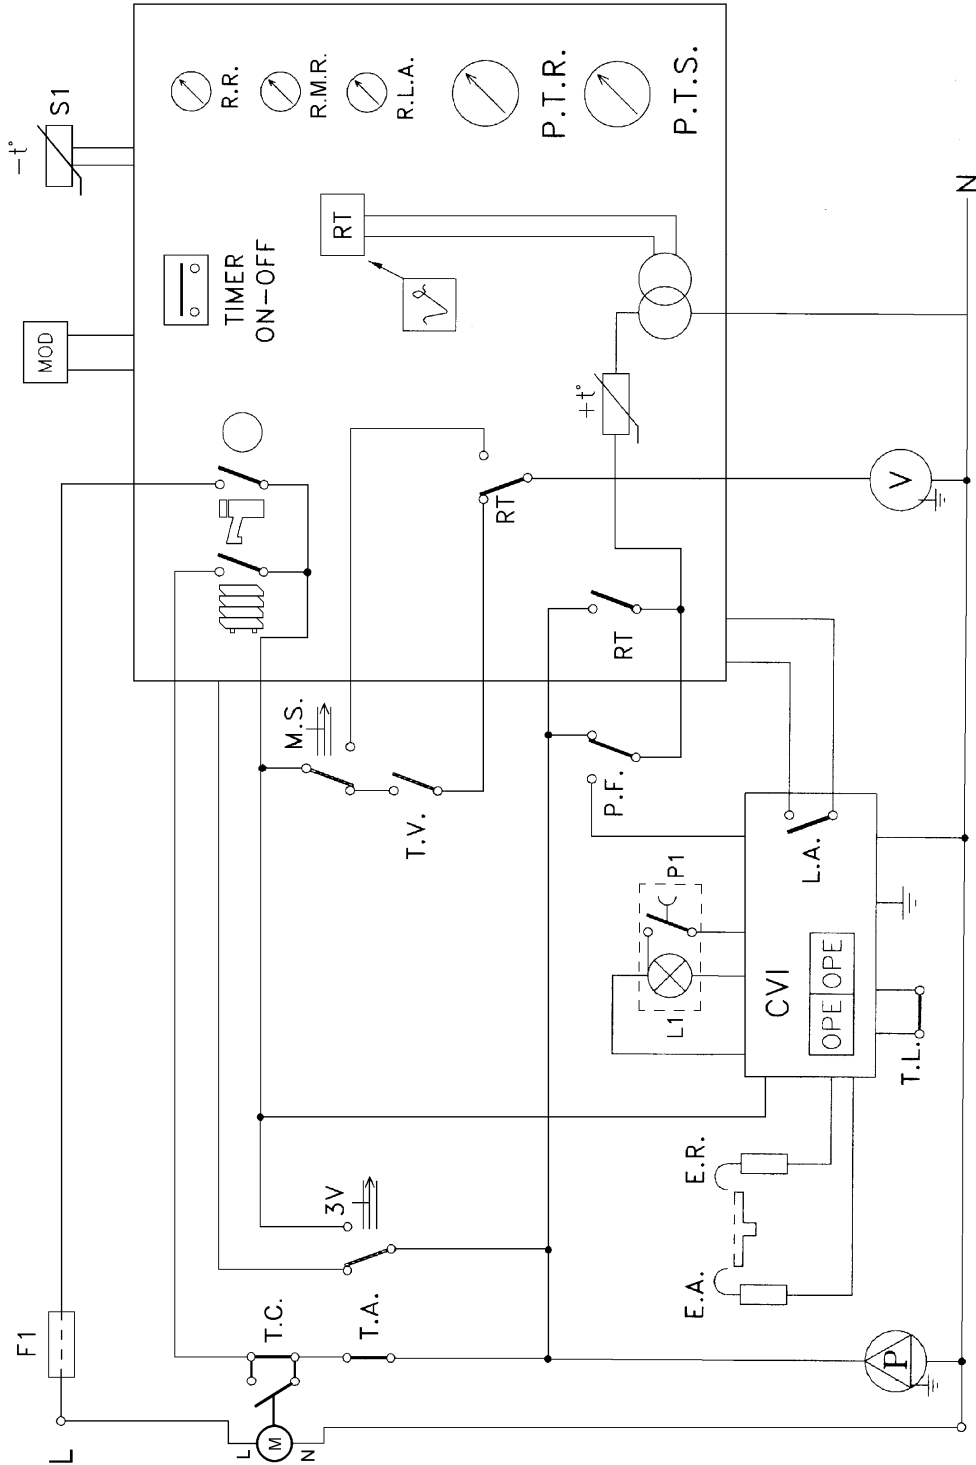 L
F1
L
M
N
T.C.
T.A.
P
3V
E.A.
E.R.
T.L.
CVI
OPE
OPE
L1
P1
L.A.
P.F.
M.S.
T.V.
RT
RT
V
MOD
TIMER
ON-OFF
RT
+t°
-t°
S1
R.R.
R.M.R.
R.L.A.
P.T.R.
P.T.S.
N